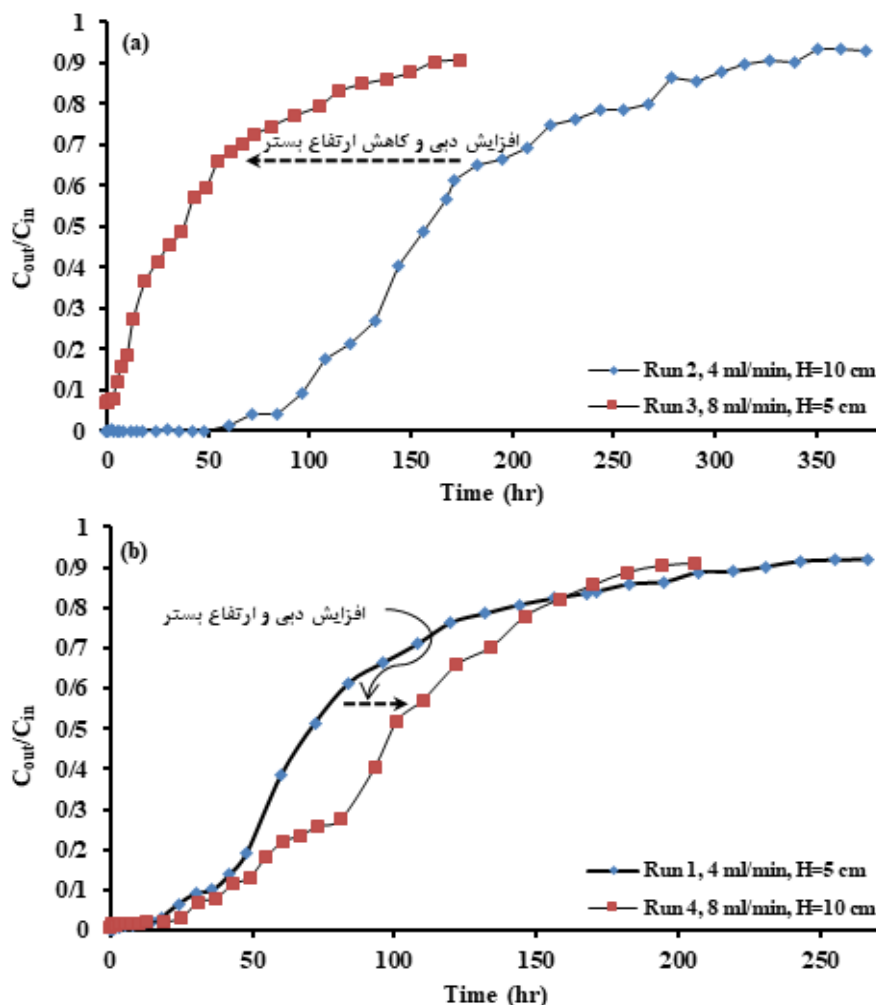 (a)
1
0/9
0/8
0/7
0/6
0/5
0/4
0/3
0/2
0/1
0
C_out/C_in
افزایش دبی و کاهش ارتفاع بستر
Run 2, 4 ml/min, H=10 cm
Run 3, 8 ml/min, H=5 cm
0 50 100 150 200 250 300 350
Time (hr)
(b)
1
0/9
0/8
0/7
0/6
0/5
0/4
0/3
0/2
0/1
0
C_out/C_in
افزایش دبی و ارتفاع بستر
Run 1, 4 ml/min, H=5 cm
Run 4, 8 ml/min, H=10 cm
0 50 100 150 200 250
Time (hr)